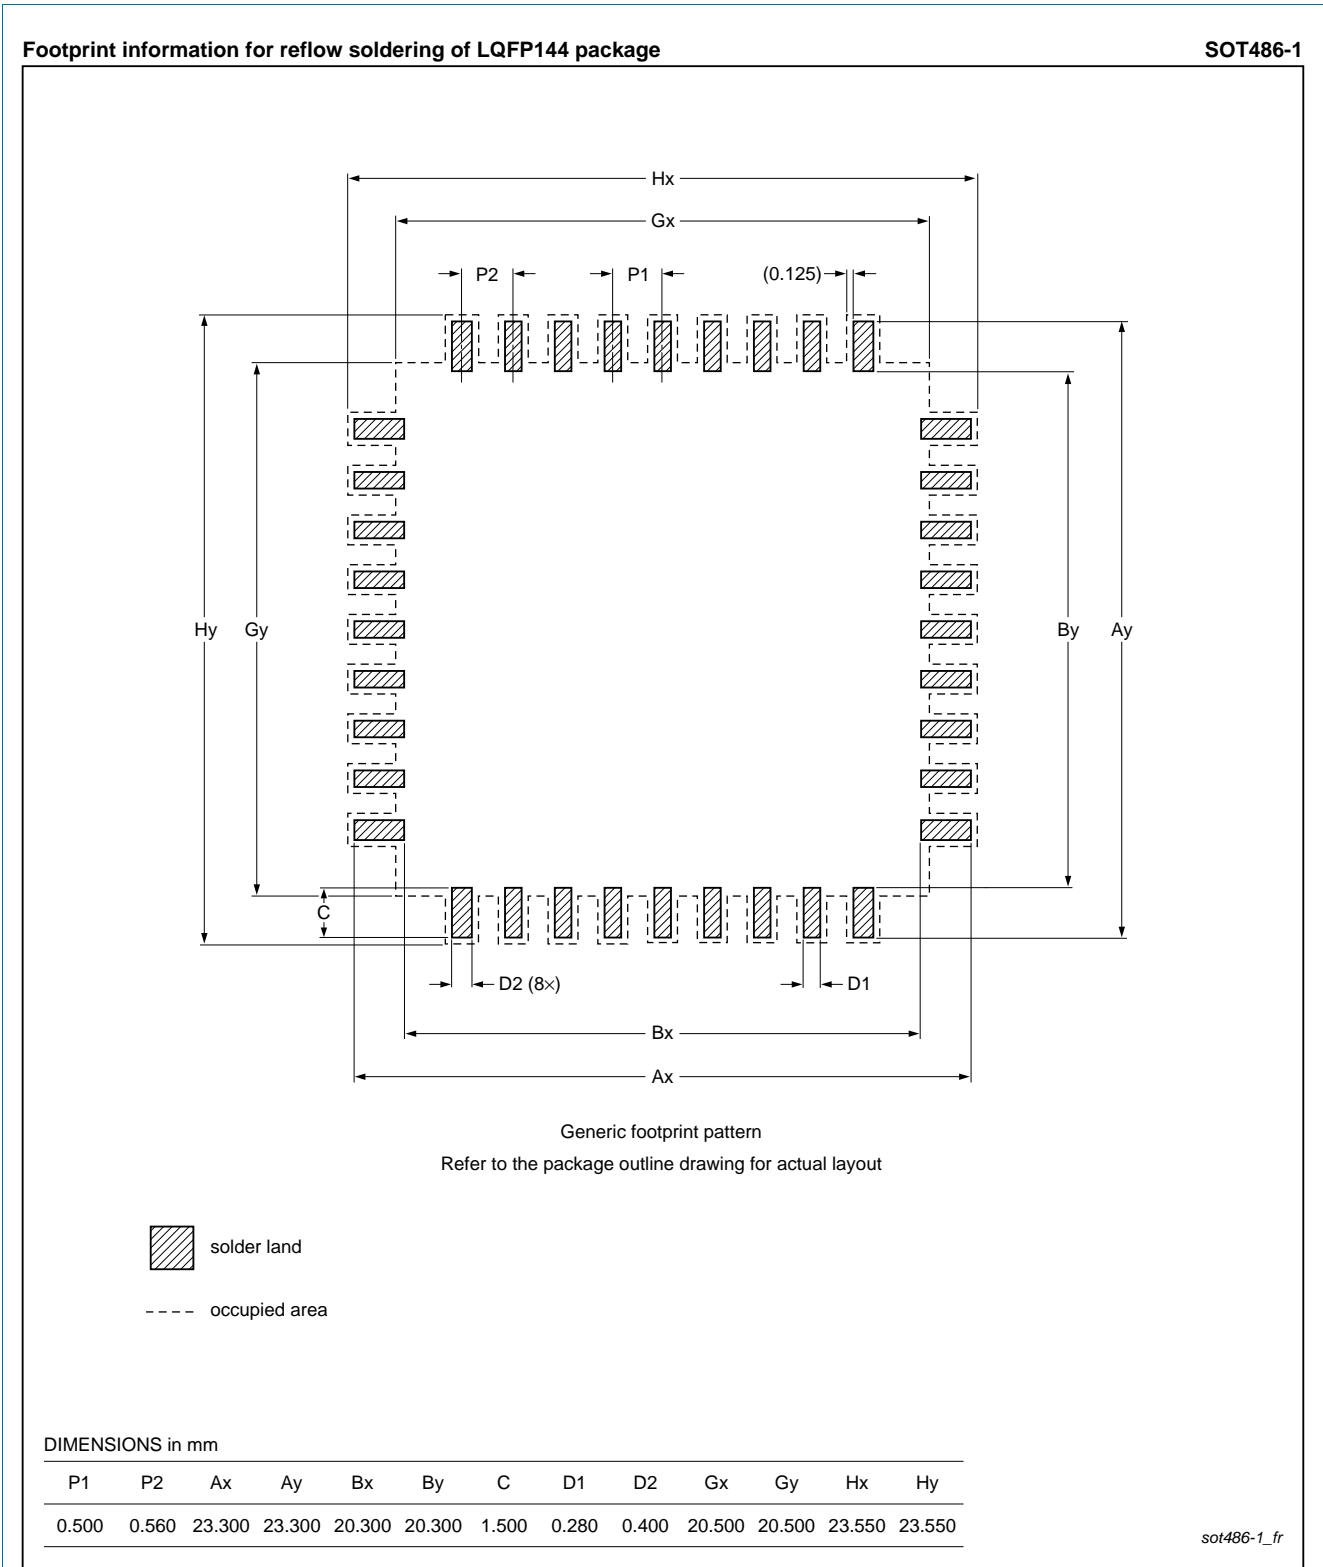 Footprint information for reflow soldering of LQFP144 package SOT486-1
Hx
Gx
P2 P1 (0.125)
Hy Gy By Ay
C
D2 (8×) D1
Bx
Ax
Generic footprint pattern
Refer to the package outline drawing for actual layout
solder land
occupied area
DIMENSIONS in mm
P1 P2 Ax Ay Bx By C D1 D2 Gx Gy Hx Hy
0.500 0.560 23.300 23.300 20.300 20.300 1.500 0.280 0.400 20.500 20.500 23.550 23.550
sot486-1_fr